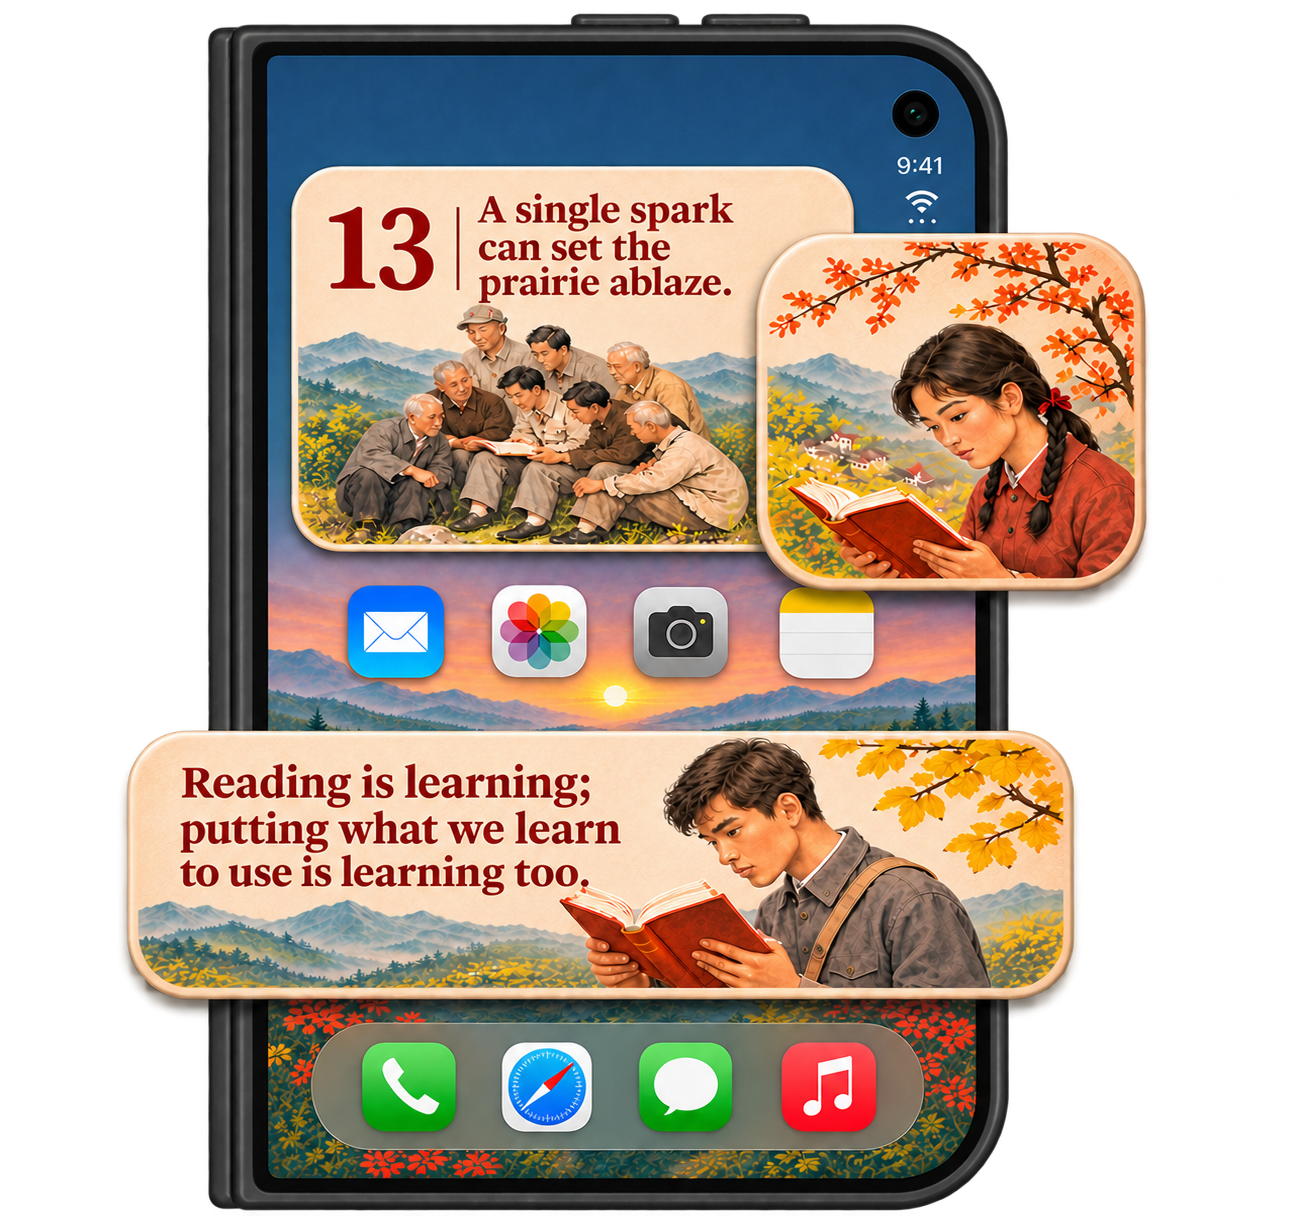 9:41
13
A single spark
can set the
prairie ablaze.
Reading is learning;
putting what we learn
to use is learning too.